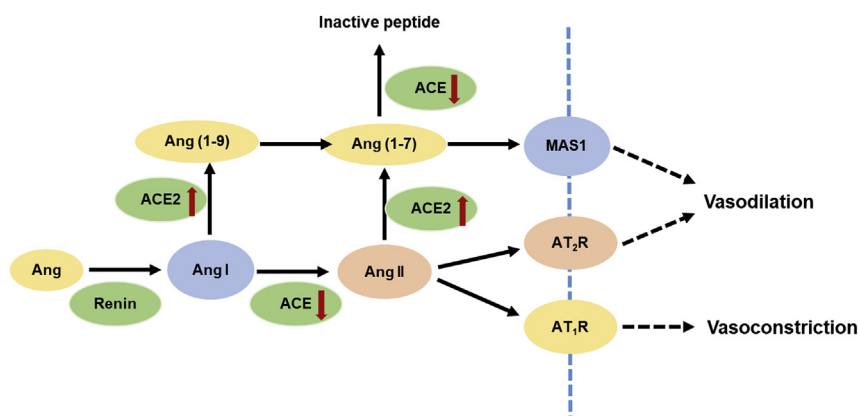 Inactive peptide
ACE
Ang (1-9)
Ang (1-7)
MAS1
ACE2
ACE2
Vasodilation
Ang
Ang I
Ang II
AT₂R
Renin
ACE
AT₁R
Vasoconstriction